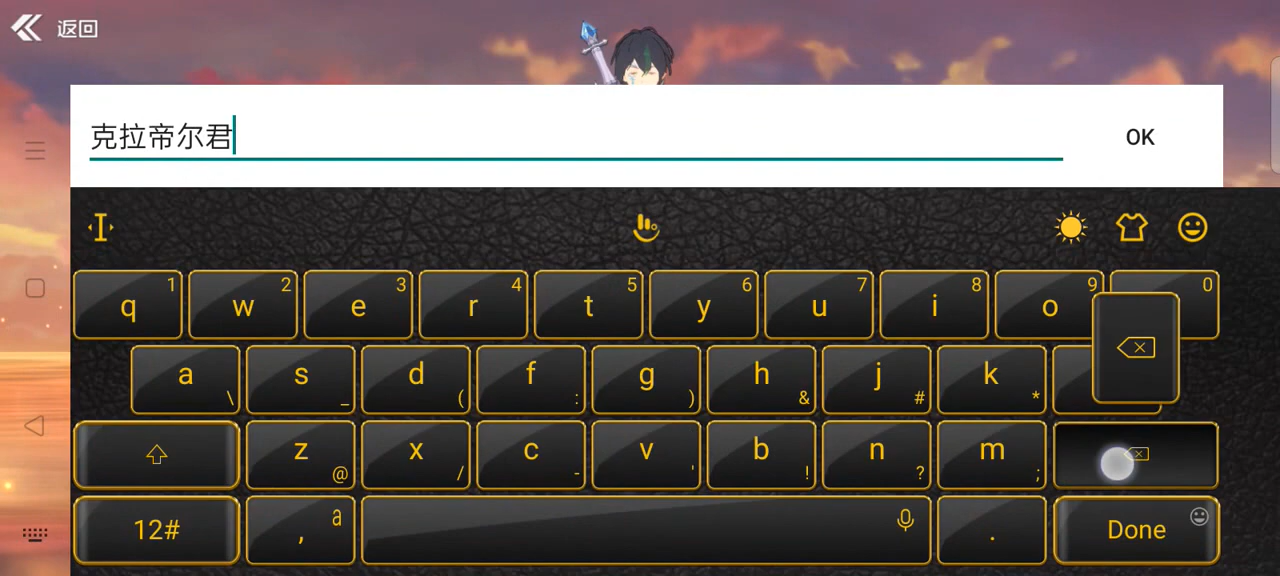 返回
克拉帝尔君
OK
1 2 3 4 5 6 7 8 9 0
q w e r t y u i o
a s d f g h j k
\ _ ( : ) & # *
z x c v b n m
@ / - ' ! ? ;
12# , a . Done